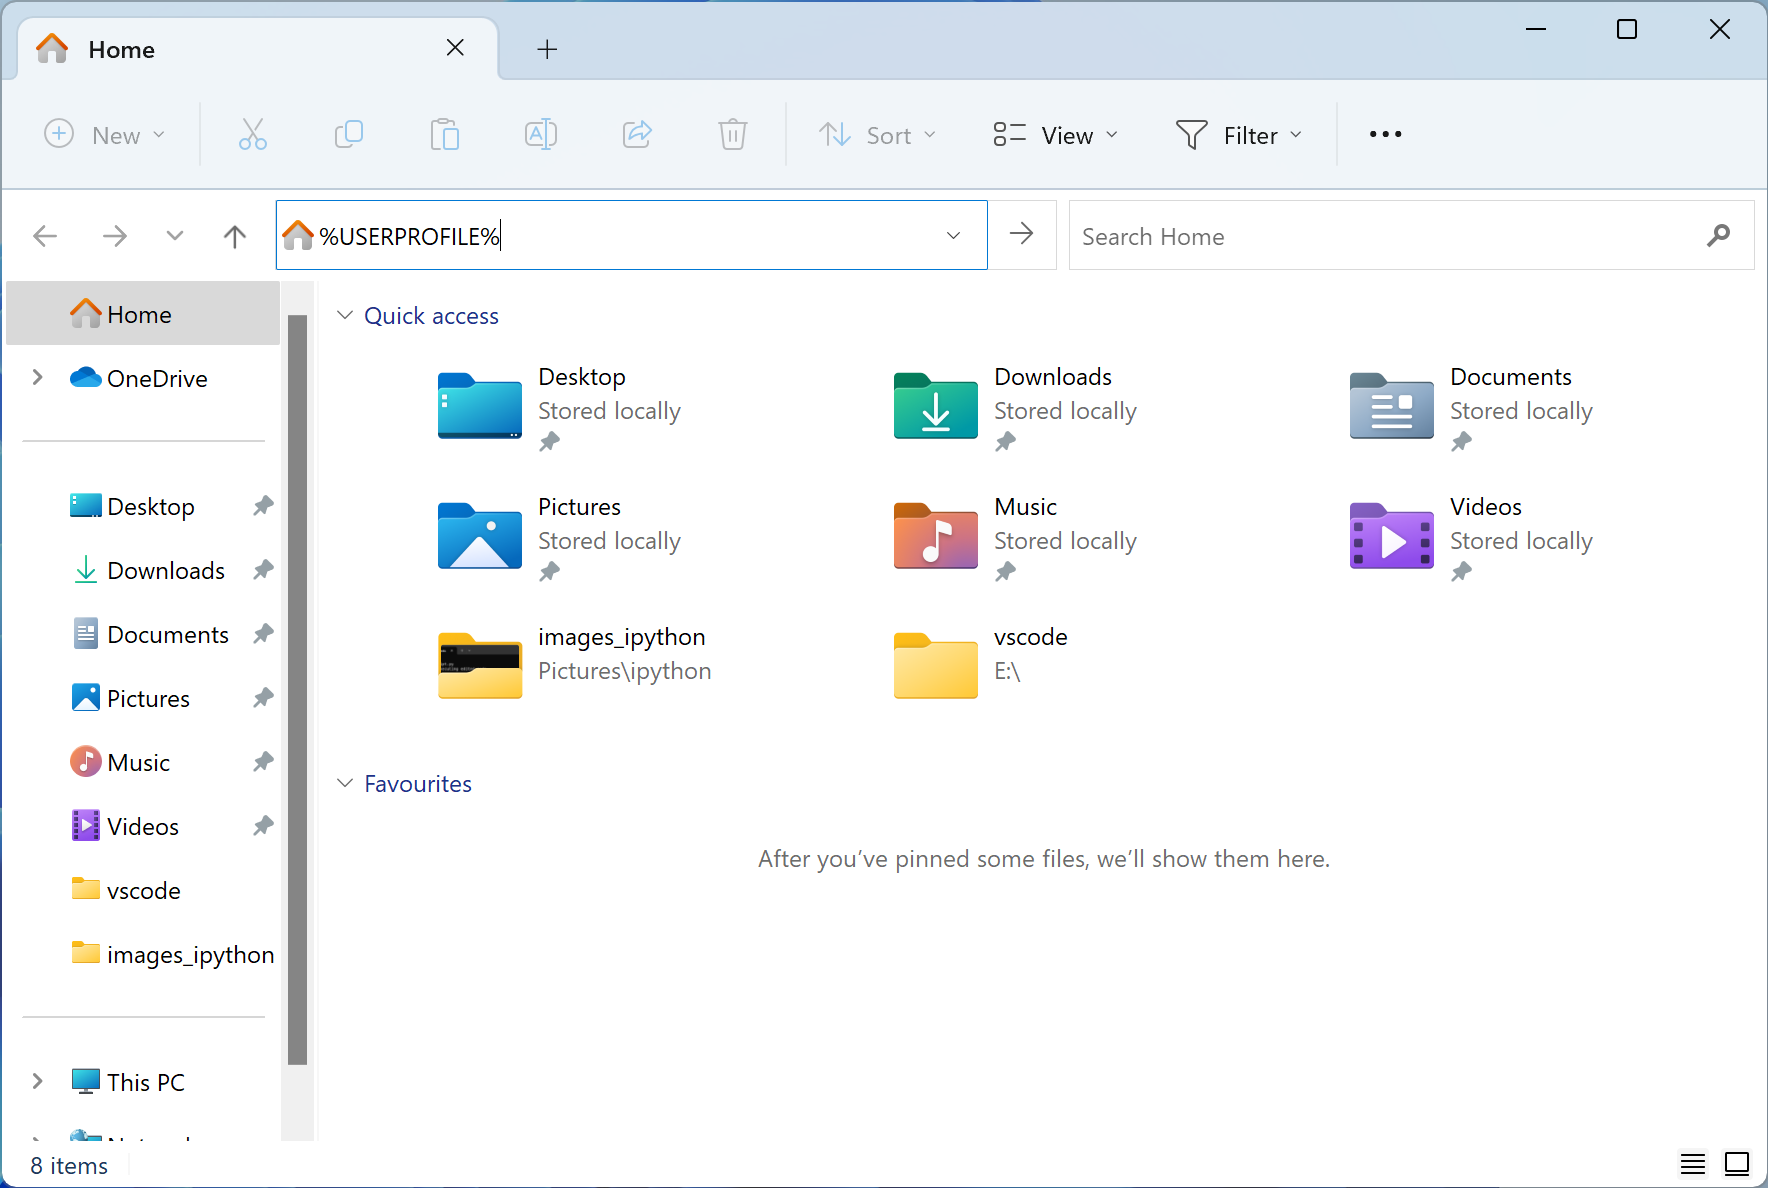 Home
New
Sort
View
Filter
%USERPROFILE%
Search Home
Home
OneDrive
Desktop
Downloads
Documents
Pictures
Music
Videos
vscode
images_ipython
This PC
Quick access
Desktop
Stored locally
Downloads
Stored locally
Documents
Stored locally
Pictures
Stored locally
Music
Stored locally
Videos
Stored locally
images_ipython
Pictures\ipython
vscode
E:\
Favourites
After you’ve pinned some files, we’ll show them here.
8 items